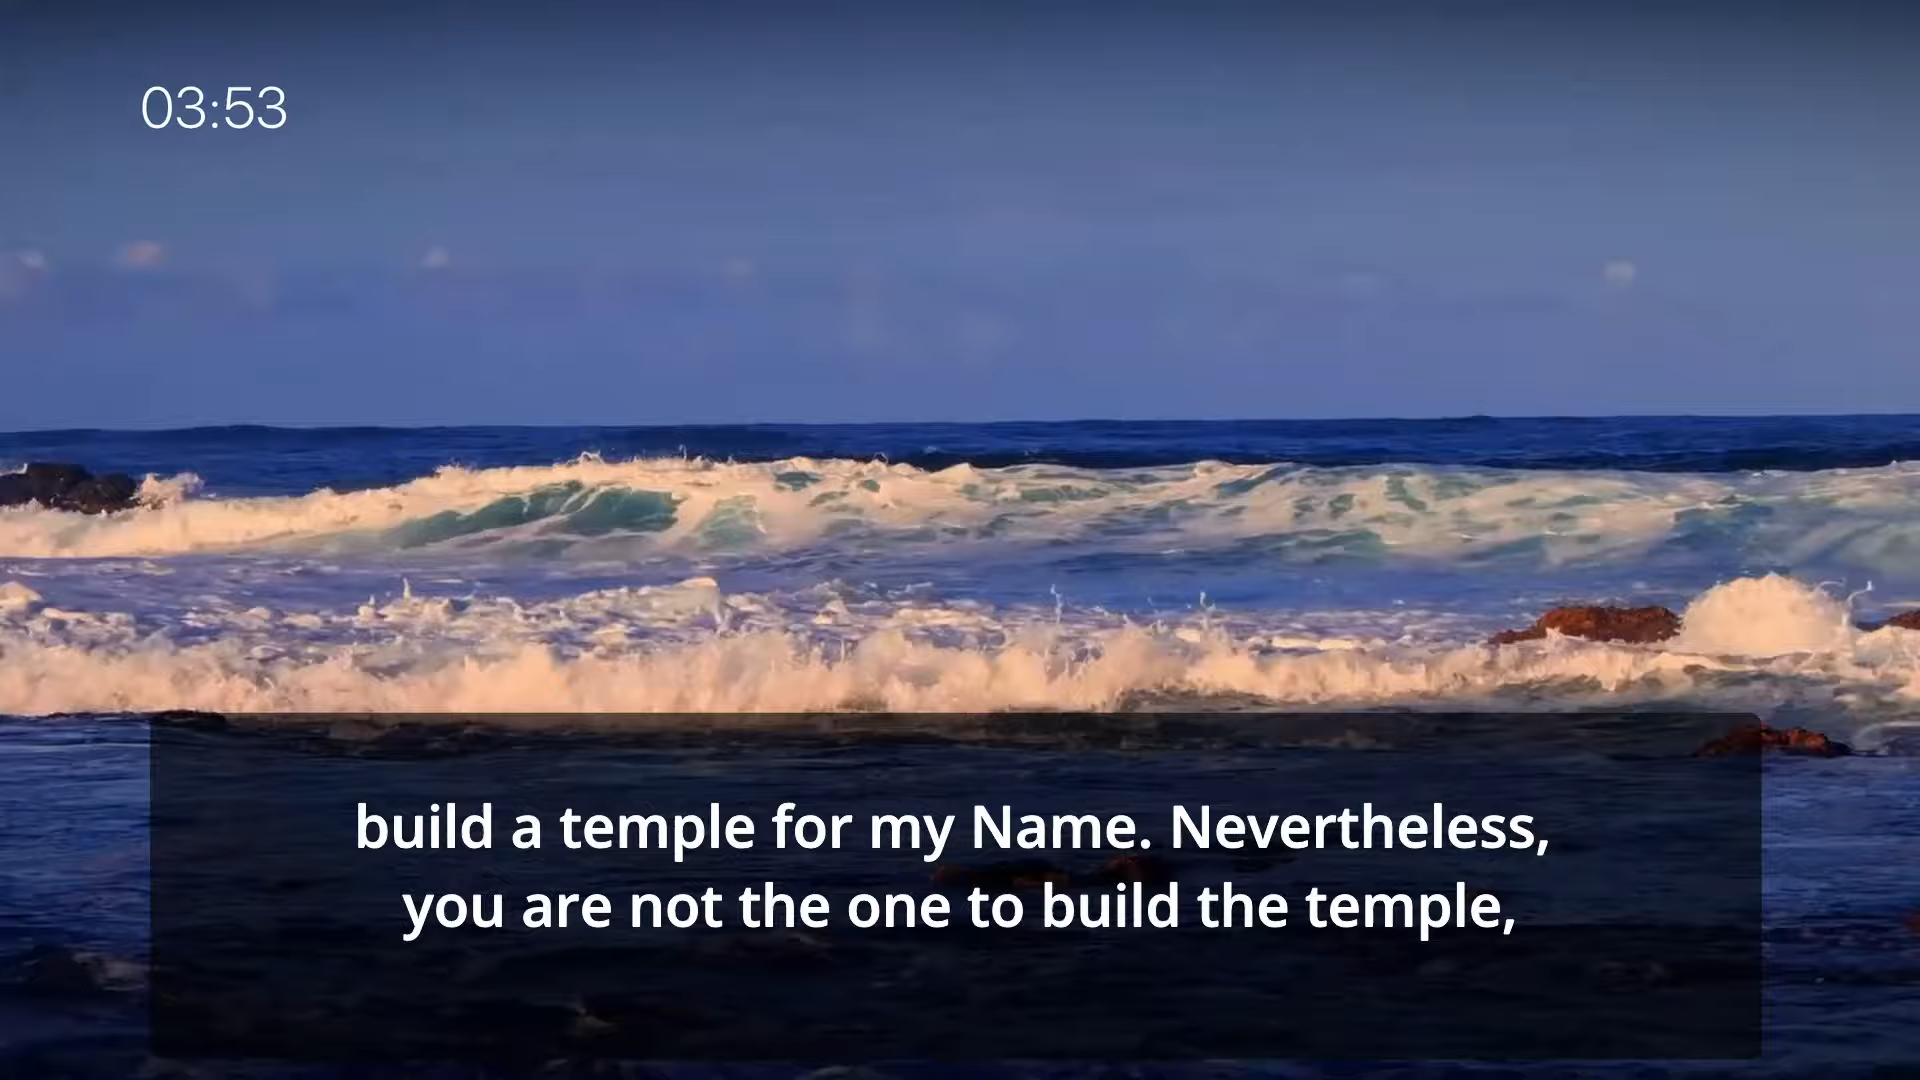 03:53
build a temple for my Name. Nevertheless,
you are not the one to build the temple,